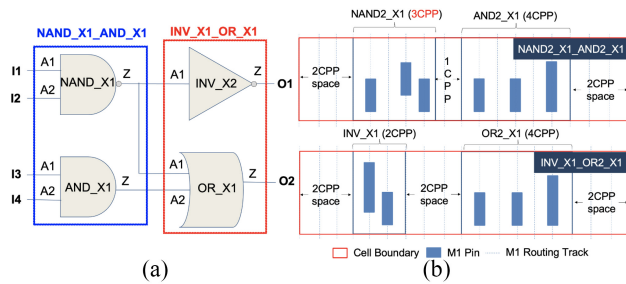 NAND_X1_AND_X1
INV_X1_OR_X1
I1
A1
NAND_X1
Z
A1
INV_X2
Z
O1
I2
A2
I3
A1
AND_X1
Z
A1
OR_X1
Z
O2
I4
A2
A2
(a)
NAND2_X1 (3CPP)
AND2_X1 (4CPP)
NAND2_X1_AND2_X1
2CPP
space
1
C
P
P
2CPP
space
INV_X1 (2CPP)
OR2_X1 (4CPP)
INV_X1_OR2_X1
2CPP
space
2CPP
space
2CPP
space
Cell Boundary
M1 Pin
M1 Routing Track
(b)